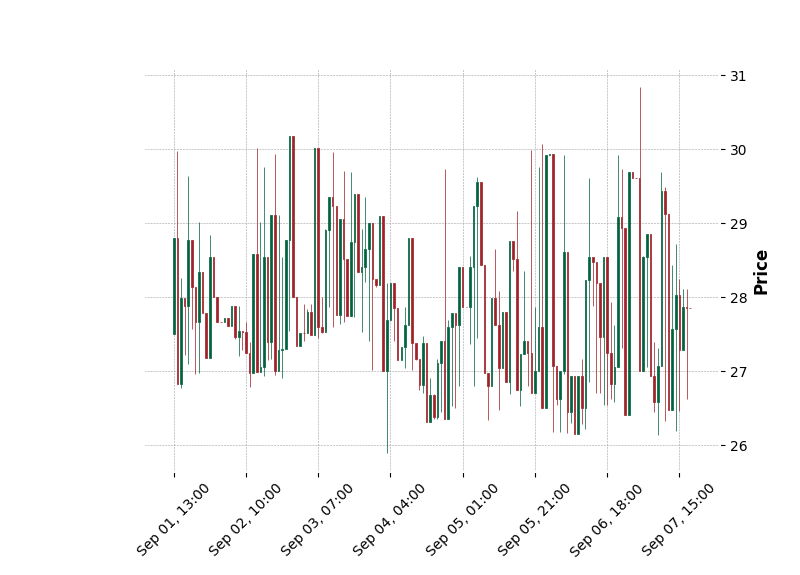 31
30
29
28
27
26
Price
Sep 01, 13:00
Sep 02, 10:00
Sep 03, 07:00
Sep 04, 04:00
Sep 05, 01:00
Sep 05, 21:00
Sep 06, 18:00
Sep 07, 15:00